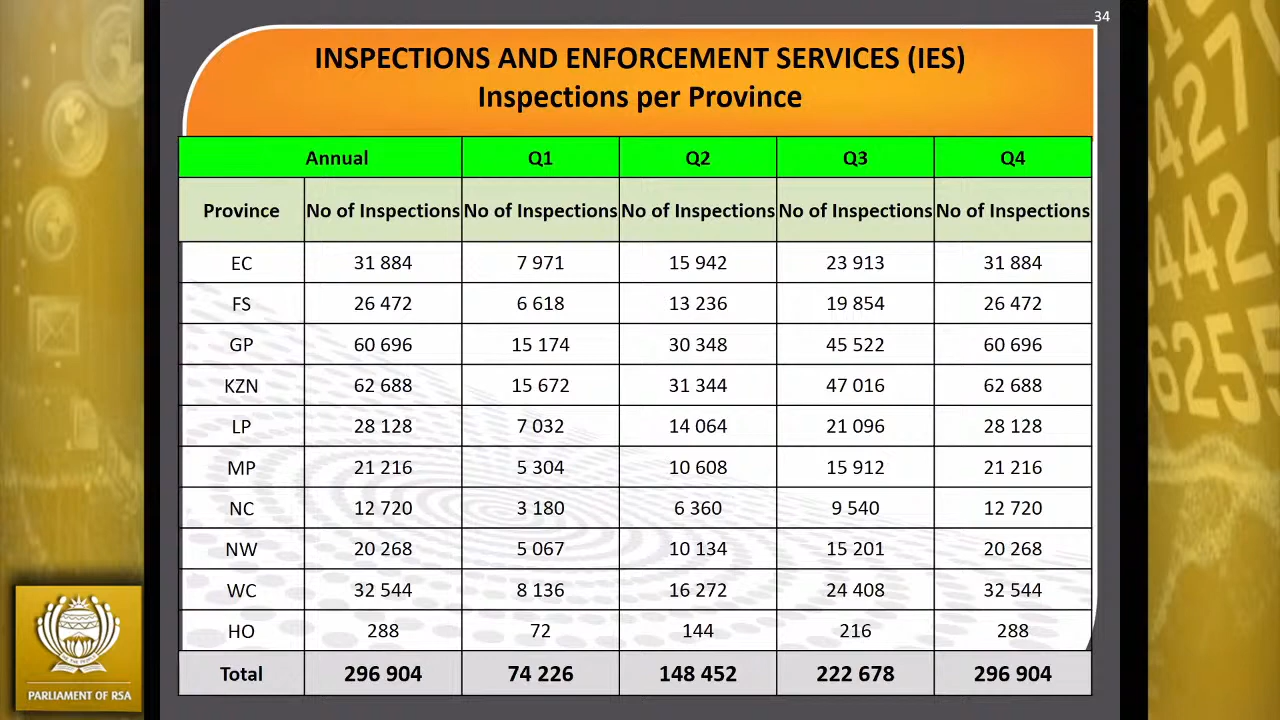 34
INSPECTIONS AND ENFORCEMENT SERVICES (IES)
Inspections per Province
Annual Q1 Q2 Q3 Q4
Province No of Inspections No of Inspections No of Inspections No of Inspections No of Inspections
EC 31 884 7 971 15 942 23 913 31 884
FS 26 472 6 618 13 236 19 854 26 472
GP 60 696 15 174 30 348 45 522 60 696
KZN 62 688 15 672 31 344 47 016 62 688
LP 28 128 7 032 14 064 21 096 28 128
MP 21 216 5 304 10 608 15 912 21 216
NC 12 720 3 180 6 360 9 540 12 720
NW 20 268 5 067 10 134 15 201 20 268
WC 32 544 8 136 16 272 24 408 32 544
HO 288 72 144 216 288
Total 296 904 74 226 148 452 222 678 296 904
PARLIAMENT OF RSA